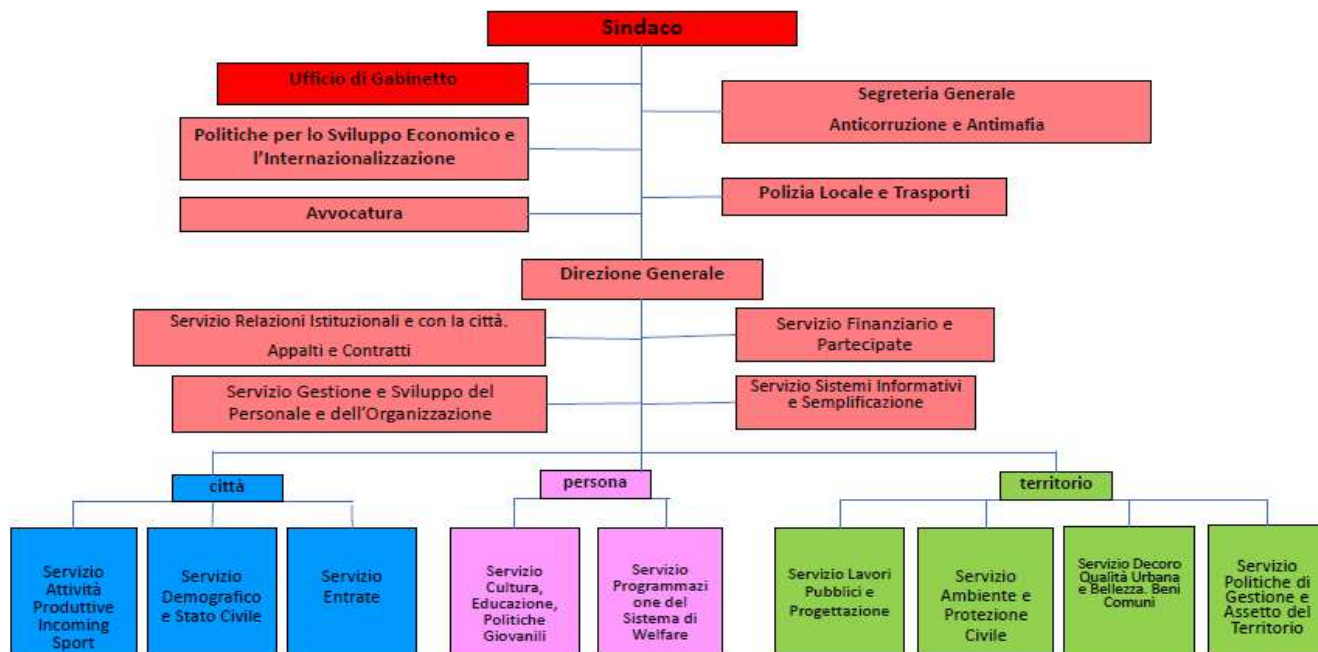 Sindaco
Ufficio di Gabinetto
Segreteria Generale
Anticorruzione e Antimafia
Politiche per lo Sviluppo Economico e
l'Internazionalizzazione
Polizia Locale e Trasporti
Avvocatura
Direzione Generale
Servizio Relazioni Istituzionali e con la città.
Appalti e Contratti
Servizio Finanziario e
Partecipate
Servizio Gestione e Sviluppo del
Personale e dell'Organizzazione
Servizio Sistemi Informativi
e Semplificazione
città
persona
territorio
Servizio
Attività
Produttive
Incoming
Sport
Servizio
Demografico
e Stato Civile
Servizio
Entrate
Servizio
Cultura,
Educazione,
Politiche
Giovanili
Servizio
Programmazi
one del
Sistema di
Welfare
Servizio Lavori
Pubblici e
Progettazione
Servizio
Ambiente e
Protezione
Civile
Servizio Decoro
Qualità Urbana
e Bellezza. Beni
Comuni
Servizio
Politiche di
Gestione e
Assetto del
Territorio